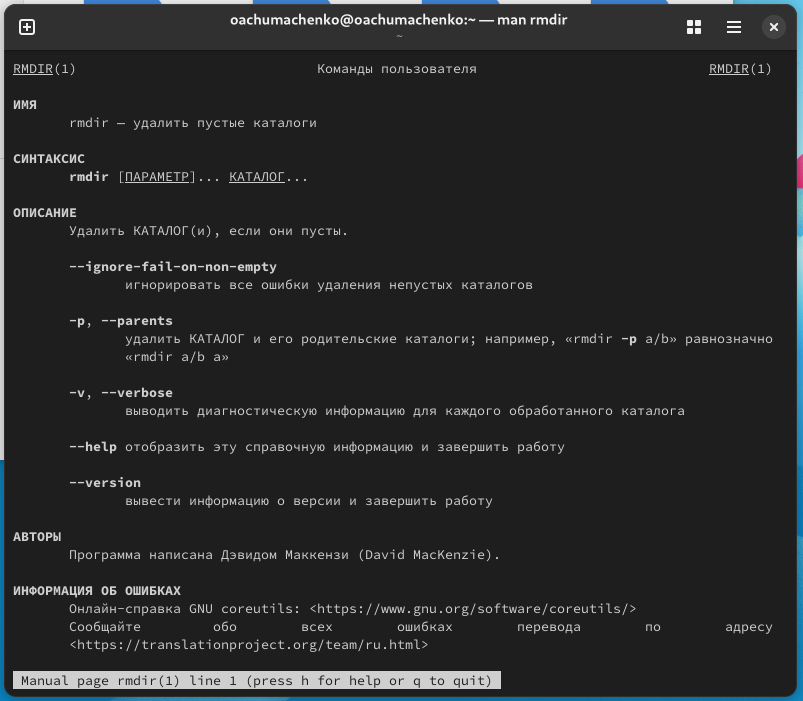 oachumachenko@oachumachenko:~ — man rmdir
~
RMDIR(1) Команды пользователя RMDIR(1)
ИМЯ
rmdir — удалить пустые каталоги
СИНТАКСИС
rmdir [ПАРАМЕТР]... КАТАЛОГ...
ОПИСАНИЕ
Удалить КАТАЛОГ(и), если они пусты.
--ignore-fail-on-non-empty
игнорировать все ошибки удаления непустых каталогов
-p, --parents
удалить КАТАЛОГ и его родительские каталоги; например, «rmdir -p a/b» равнозначно
«rmdir a/b a»
-v, --verbose
выводить диагностическую информацию для каждого обработанного каталога
--help отобразить эту справочную информацию и завершить работу
--version
вывести информацию о версии и завершить работу
АВТОРЫ
Программа написана Дэвидом Маккензи (David MacKenzie).
ИНФОРМАЦИЯ ОБ ОШИБКАХ
Онлайн-справка GNU coreutils: <https://www.gnu.org/software/coreutils/>
Сообщайте обо всех ошибках перевода по адресу
<https://translationproject.org/team/ru.html>
Manual page rmdir(1) line 1 (press h for help or q to quit)